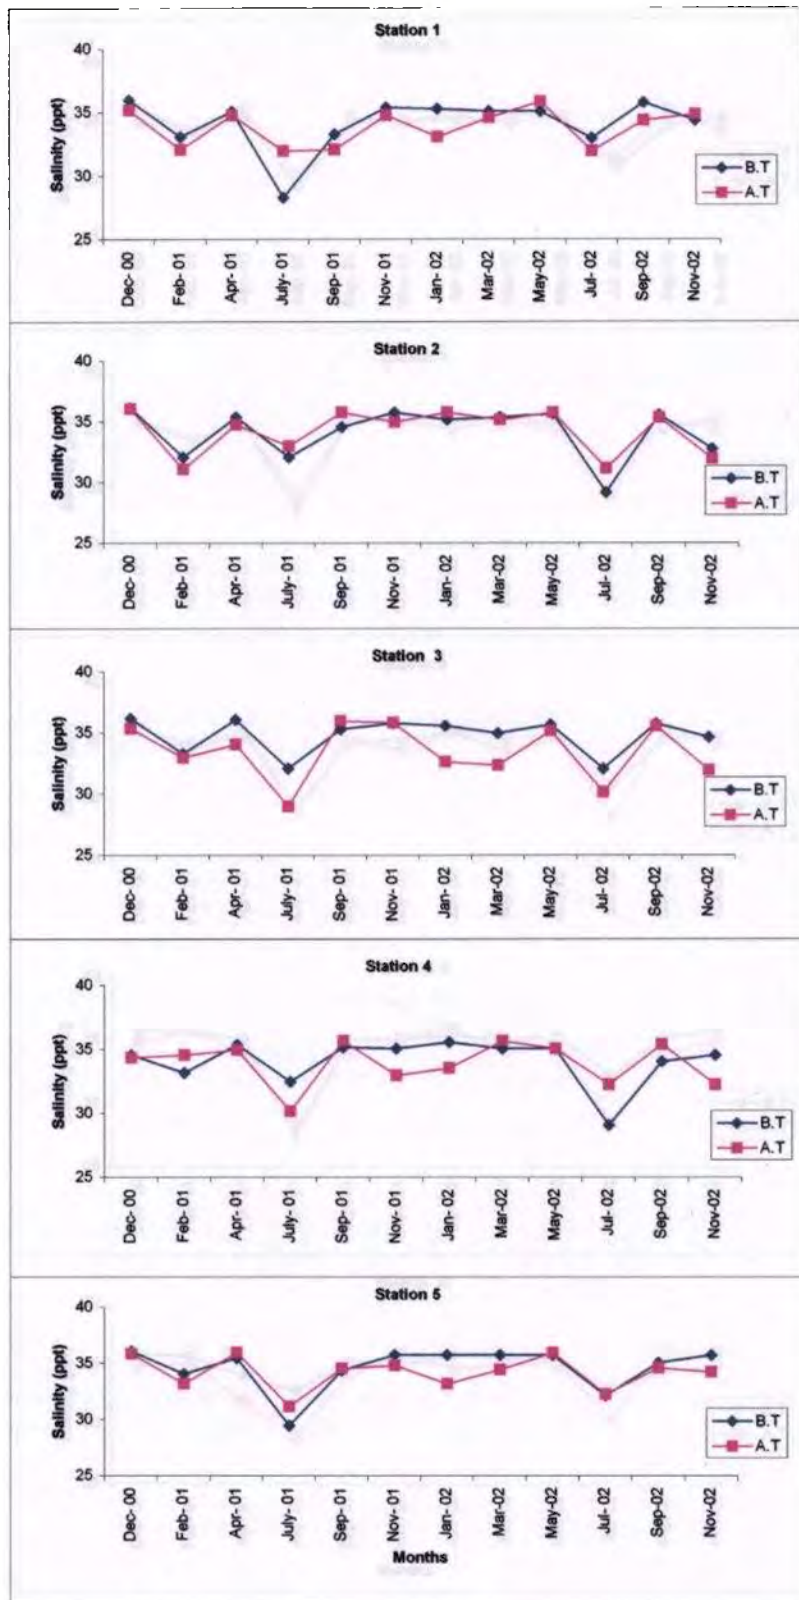 Station 1
40
35
30
25
Salinity (ppt)
B.T
A.T
Dec- 00
Feb- 01
Apr- 01
July- 01
Sep- 01
Nov- 01
Jan- 02
Mar-02
May-02
Jul- 02
Sep-02
Nov-02
Station 2
40
35
30
25
Salinity (ppt)
B.T
A.T
Dec- 00
Feb- 01
Apr- 01
July- 01
Sep- 01
Nov- 01
Jan- 02
Mar-02
May-02
Jul- 02
Sep-02
Nov-02
Station 3
40
35
30
25
Salinity (ppt)
B.T
A.T
Dec- 00
Feb- 01
Apr- 01
July- 01
Sep- 01
Nov- 01
Jan- 02
Mar-02
May-02
Jul- 02
Sep-02
Nov-02
Station 4
40
35
30
25
Salinity (ppt)
B.T
A.T
Dec- 00
Feb- 01
Apr- 01
July- 01
Sep- 01
Nov- 01
Jan- 02
Mar-02
May-02
Jul- 02
Sep-02
Nov-02
Station 5
40
35
30
25
Salinity (ppt)
B.T
A.T
Dec- 00
Feb- 01
Apr- 01
July- 01
Sep- 01
Nov- 01
Jan- 02
Mar-02
May-02
Jul- 02
Sep-02
Nov-02
Months